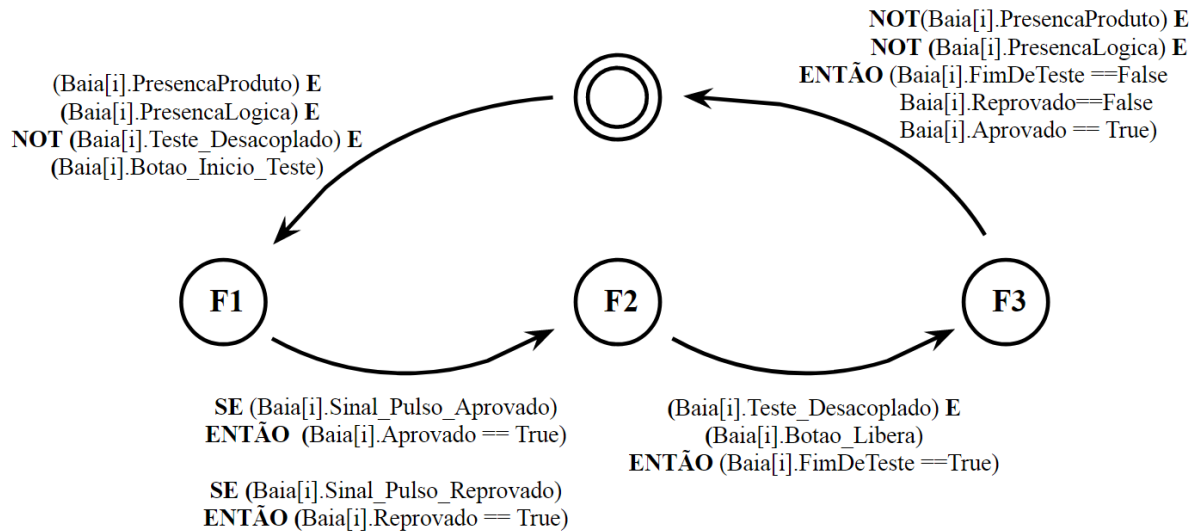 NOT(Baia[i].PresencaProduto) E
NOT (Baia[i].PresencaLogica) E
ENTÃO (Baia[i].FimDeTeste ==False
Baia[i].Reprovado==False
Baia[i].Aprovado == True)
(Baia[i].PresencaProduto) E
(Baia[i].PresencaLogica) E
NOT (Baia[i].Teste_Desacoplado) E
(Baia[i].Botao_Inicio_Teste)
F1
F2
F3
SE (Baia[i].Sinal_Pulso_Aprovado)
ENTÃO (Baia[i].Aprovado == True)
SE (Baia[i].Sinal_Pulso_Reprovado)
ENTÃO (Baia[i].Reprovado == True)
(Baia[i].Teste_Desacoplado) E
(Baia[i].Botao_Libera)
ENTÃO (Baia[i].FimDeTeste ==True)